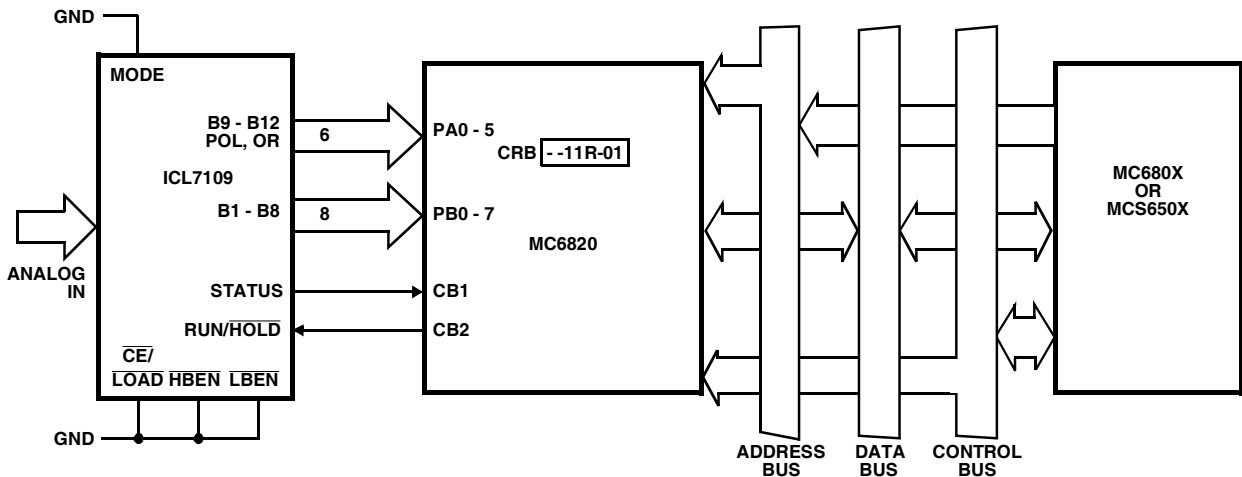 GND
MODE
B9 - B12
POL, OR
6
ICL7109
B1 - B8
8
ANALOG
IN
STATUS
RUN/HOLD
CE/
LOAD HBEN LBEN
GND
PA0 - 5
CRB - -11R-01
PB0 - 7
MC6820
CB1
CB2
ADDRESS
BUS
DATA
BUS
CONTROL
BUS
MC680X
OR
MCS650X